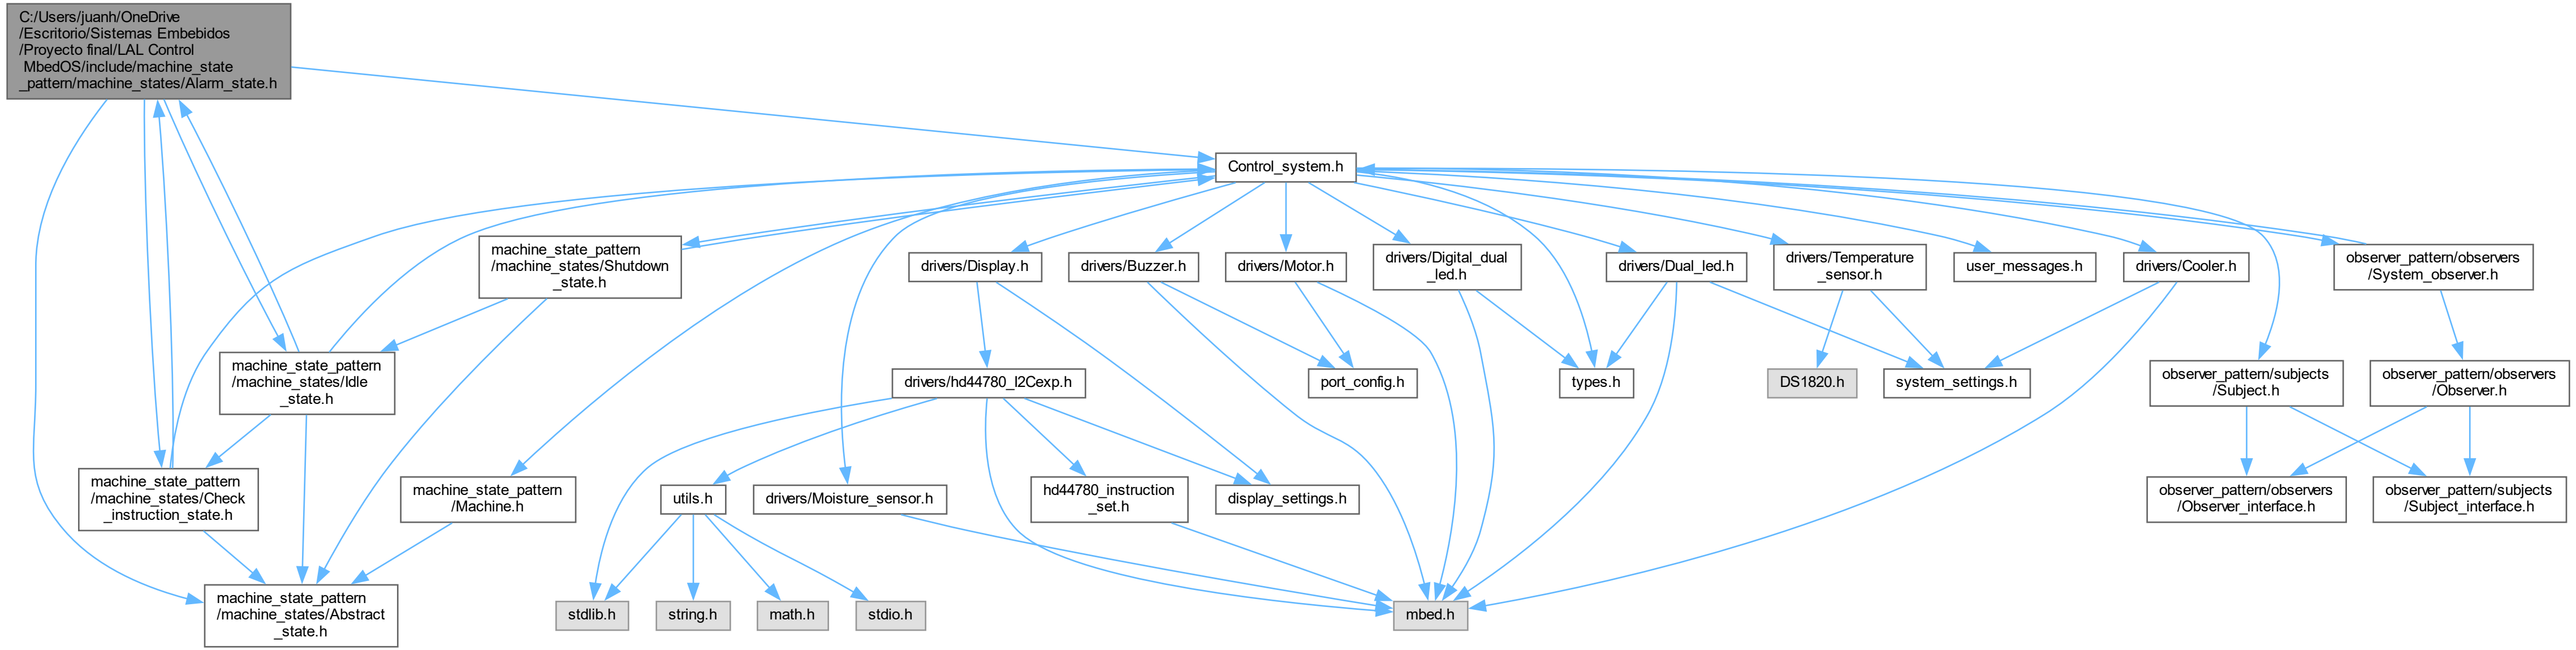 C:/Users/juanh/OneDrive
/Escritorio/Sistemas Embebidos
/Proyecto final/LAL Control
MbedOS/include/machine_state
_pattern/machine_states/Alarm_state.h
Control_system.h
machine_state_pattern
/machine_states/Shutdown
_state.h
drivers/Display.h
drivers/Buzzer.h
drivers/Motor.h
drivers/Digital_dual
_led.h
drivers/Dual_led.h
drivers/Temperature
_sensor.h
user_messages.h
drivers/Cooler.h
observer_pattern/observers
/System_observer.h
machine_state_pattern
/machine_states/Idle
_state.h
drivers/hd44780_I2Cexp.h
port_config.h
types.h
DS1820.h
system_settings.h
observer_pattern/subjects
/Subject.h
observer_pattern/observers
/Observer.h
machine_state_pattern
/machine_states/Check
_instruction_state.h
machine_state_pattern
/Machine.h
utils.h
drivers/Moisture_sensor.h
hd44780_instruction
_set.h
display_settings.h
observer_pattern/observers
/Observer_interface.h
observer_pattern/subjects
/Subject_interface.h
machine_state_pattern
/machine_states/Abstract
_state.h
stdlib.h
string.h
math.h
stdio.h
mbed.h